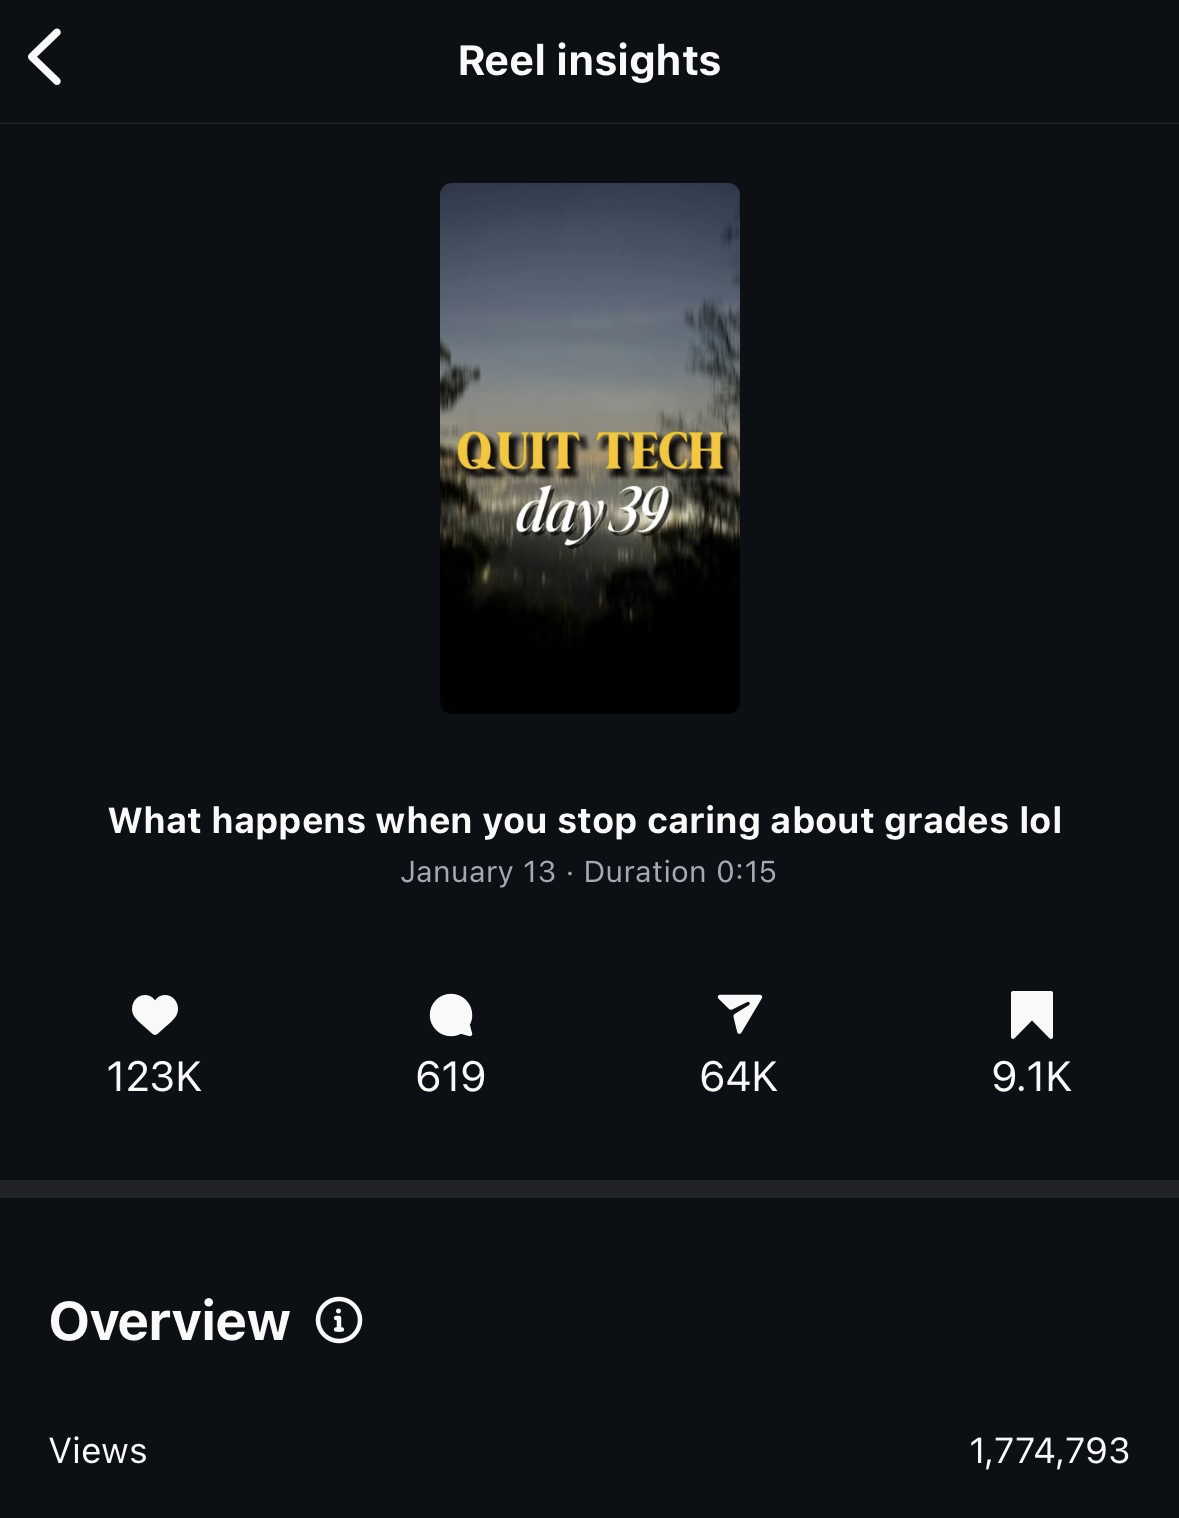 Reel insights
QUIT TECH
day 39
What happens when you stop caring about grades lol
January 13 · Duration 0:15
123K 619 64K 9.1K
Overview
Views 1,774,793